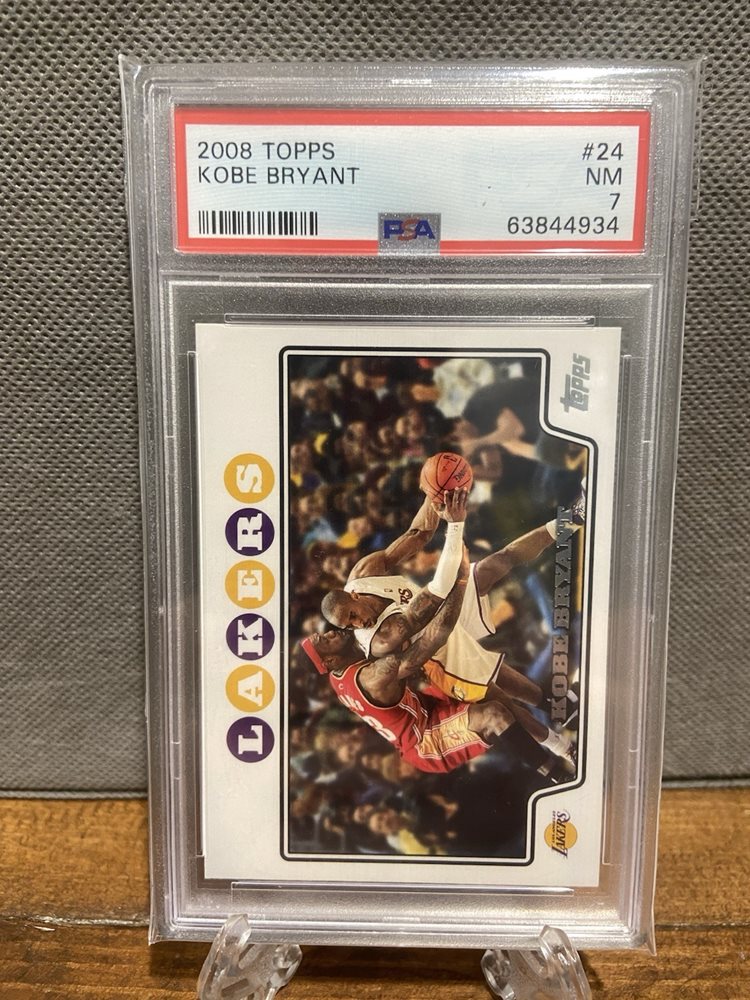 2008 TOPPS #24
KOBE BRYANT NM
7
PSA 63844934
topps
LAKERS
KOBE BRYANT
LAKERS